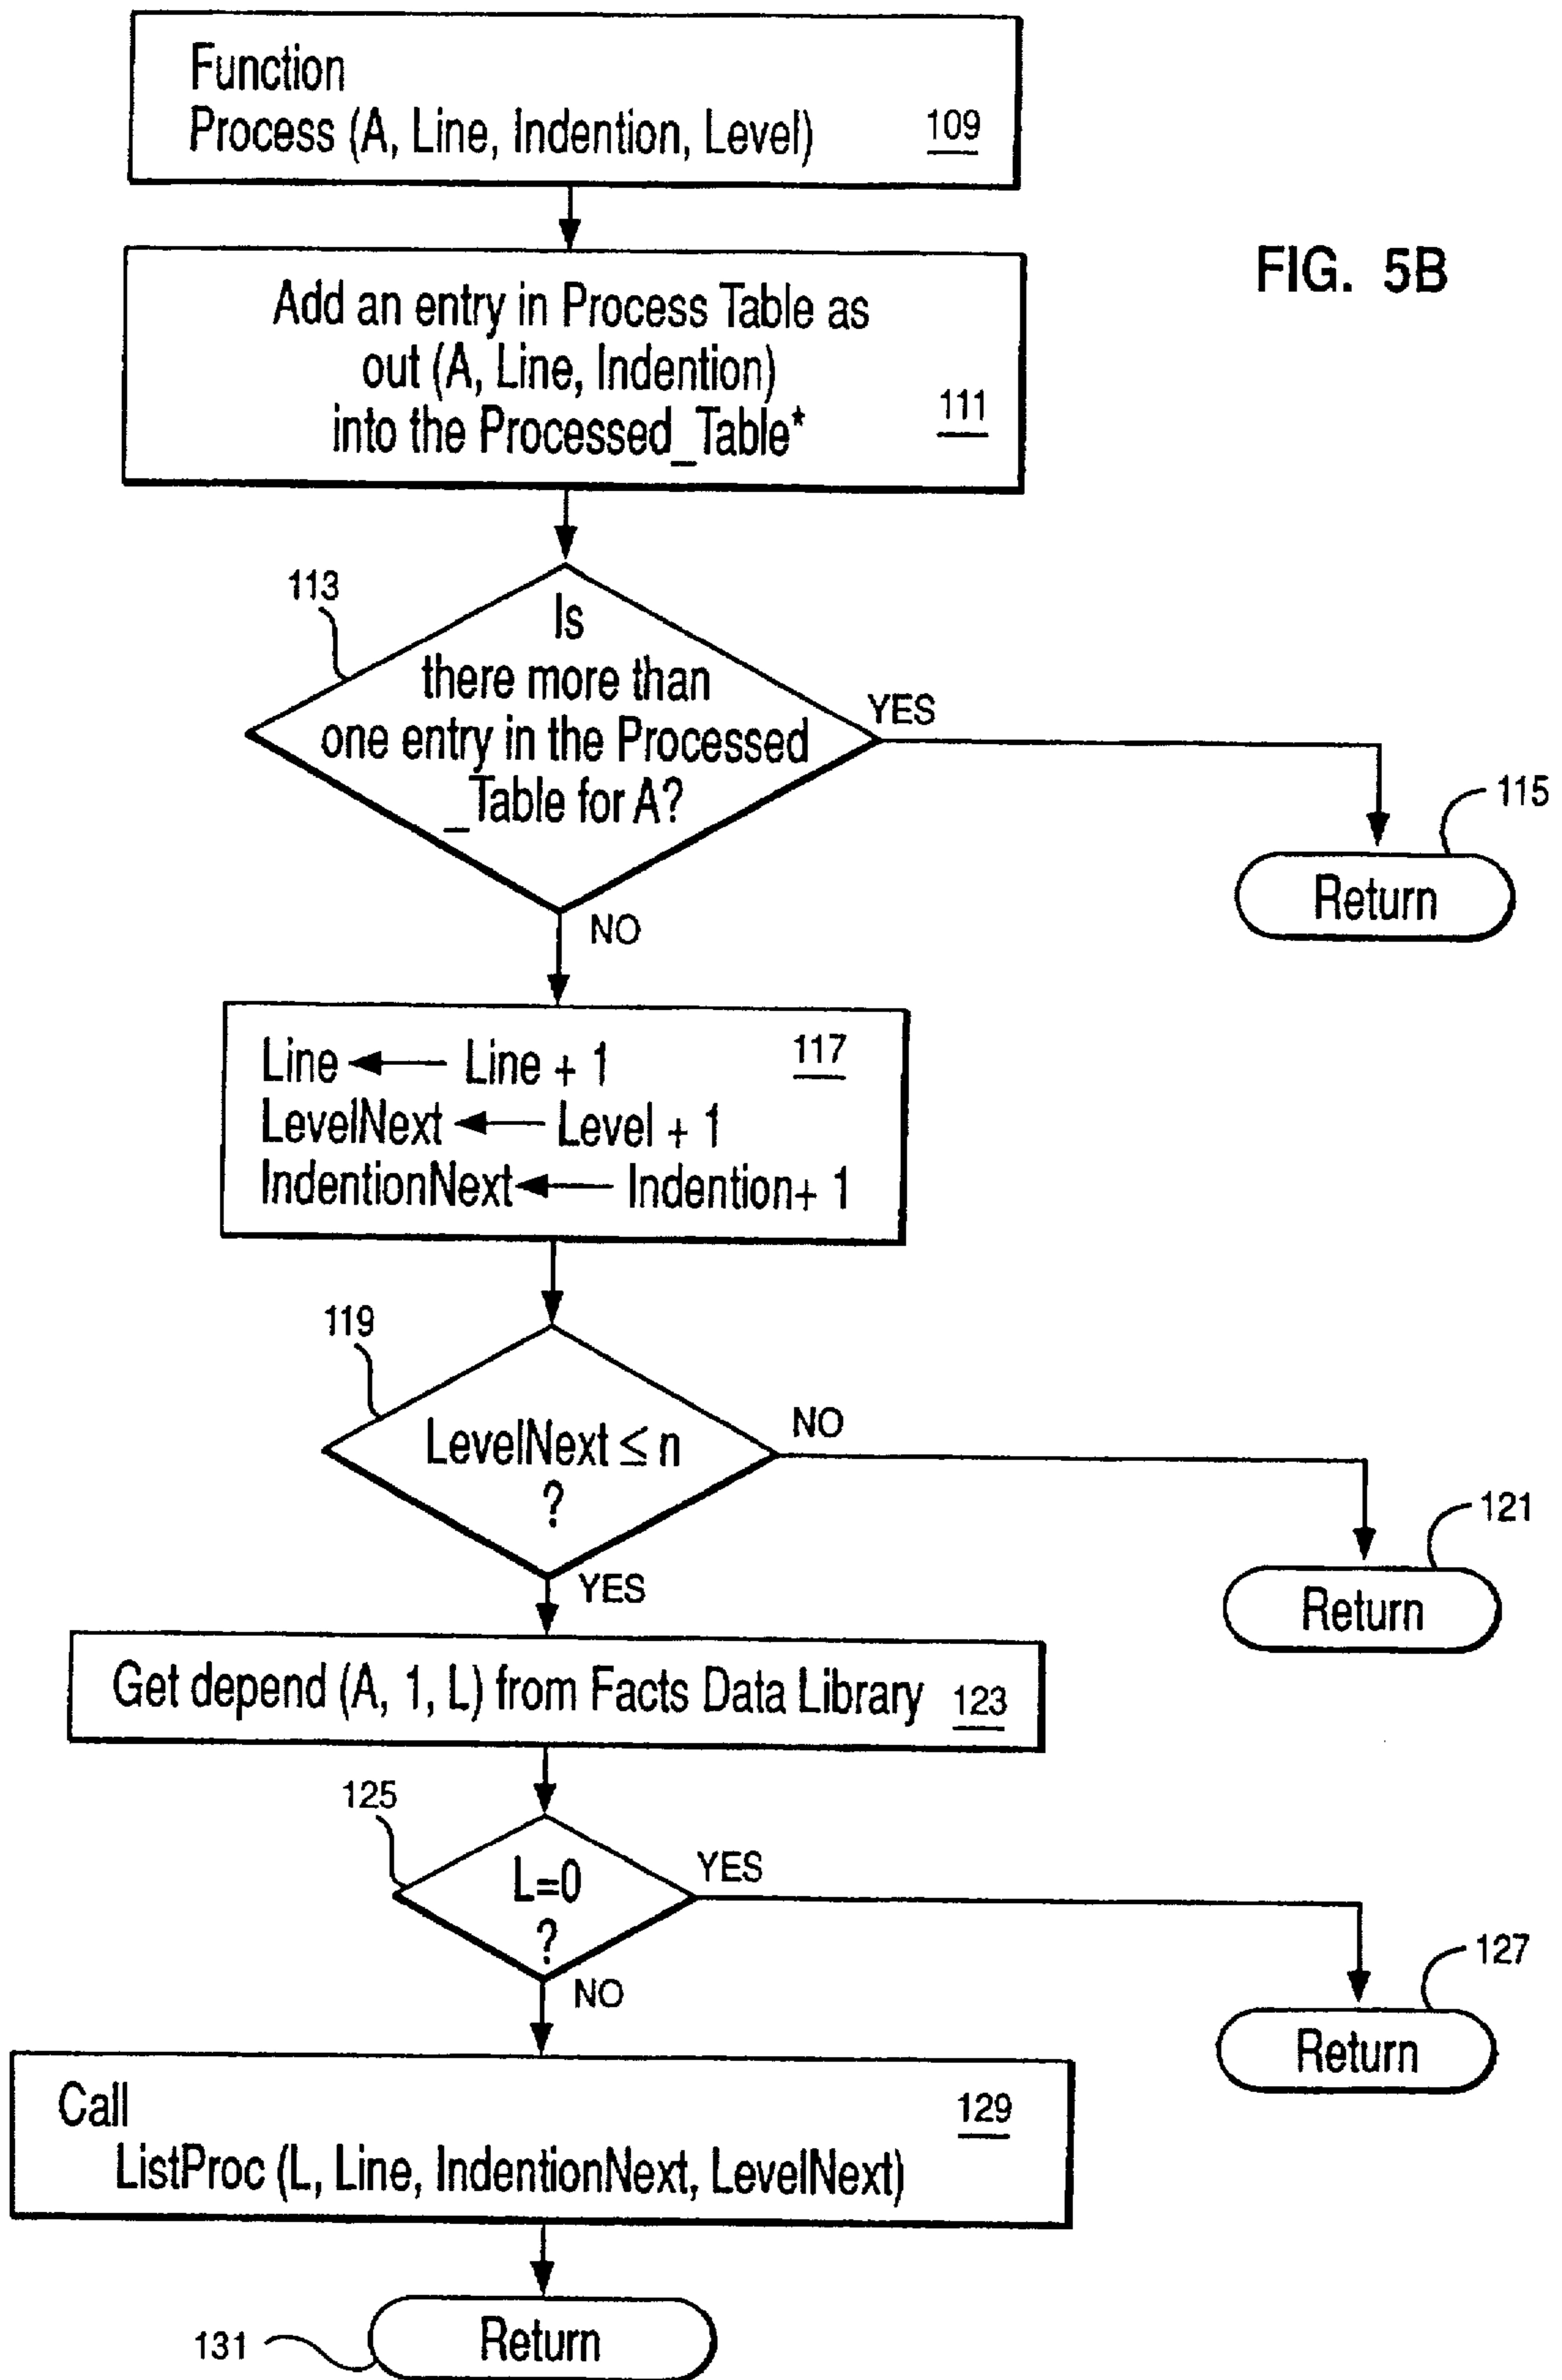 Function
Process (A, Line, Indention, Level)
109
FIG. 5B
Add an entry in Process Table as
out (A, Line, Indention)
into the Processed_Table*
111
113
Is
there more than
one entry in the Processed
_Table for A?
YES
115
Return
NO
117
Line ← Line + 1
LevelNext ← Level + 1
IndentionNext ← Indention+ 1
119
LevelNext ≤ n
?
NO
121
Return
YES
Get depend (A, 1, L) from Facts Data Library
123
125
L=0
?
YES
127
Return
NO
Call
129
ListProc (L, Line, IndentionNext, LevelNext)
131
Return